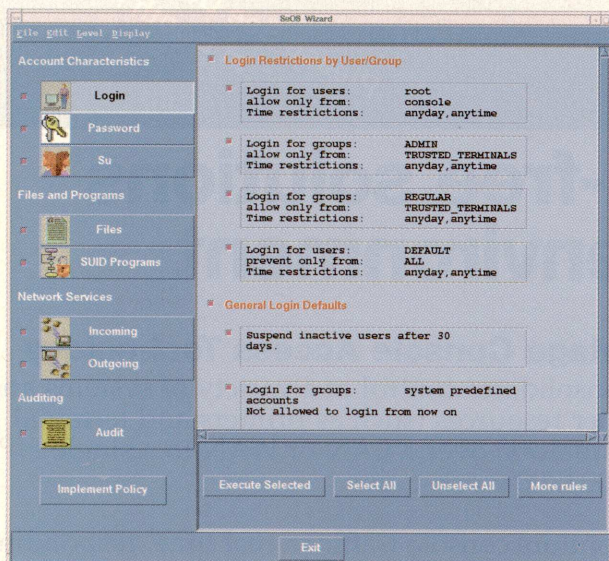 SeOS Wizard
File Edit Level Display
Account Characteristics
Login
Password
Su
Files and Programs
Files
SUID Programs
Network Services
Incoming
Outgoing
Auditing
Audit
Implement Policy
Login Restrictions by User/Group
Login for users: root
allow only from: console
Time restrictions: anyday,anytime
Login for groups: ADMIN
allow only from: TRUSTED_TERMINALS
Time restrictions: anyday,anytime
Login for groups: REGULAR
allow only from: TRUSTED_TERMINALS
Time restrictions: anyday,anytime
Login for users: DEFAULT
prevent only from: ALL
Time restrictions: anyday,anytime
General Login Defaults
Suspend inactive users after 30
days.
Login for groups: system predefined
accounts
Not allowed to login from now on
Execute Selected Select All Unselect All More rules
Exit